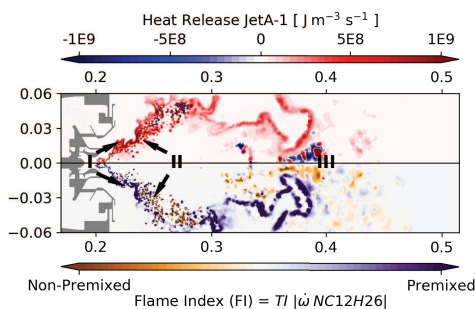 Heat Release JetA-1 [ J m⁻³ s⁻¹ ]
-1E9 -5E8 0 5E8 1E9
0.2 0.3 0.4 0.5
0.06
0.03
0.00
−0.03
−0.06
I II III
0.2 0.3 0.4 0.5
Non-Premixed Premixed
Flame Index (FI) = TI |ω̇ NC12H26|